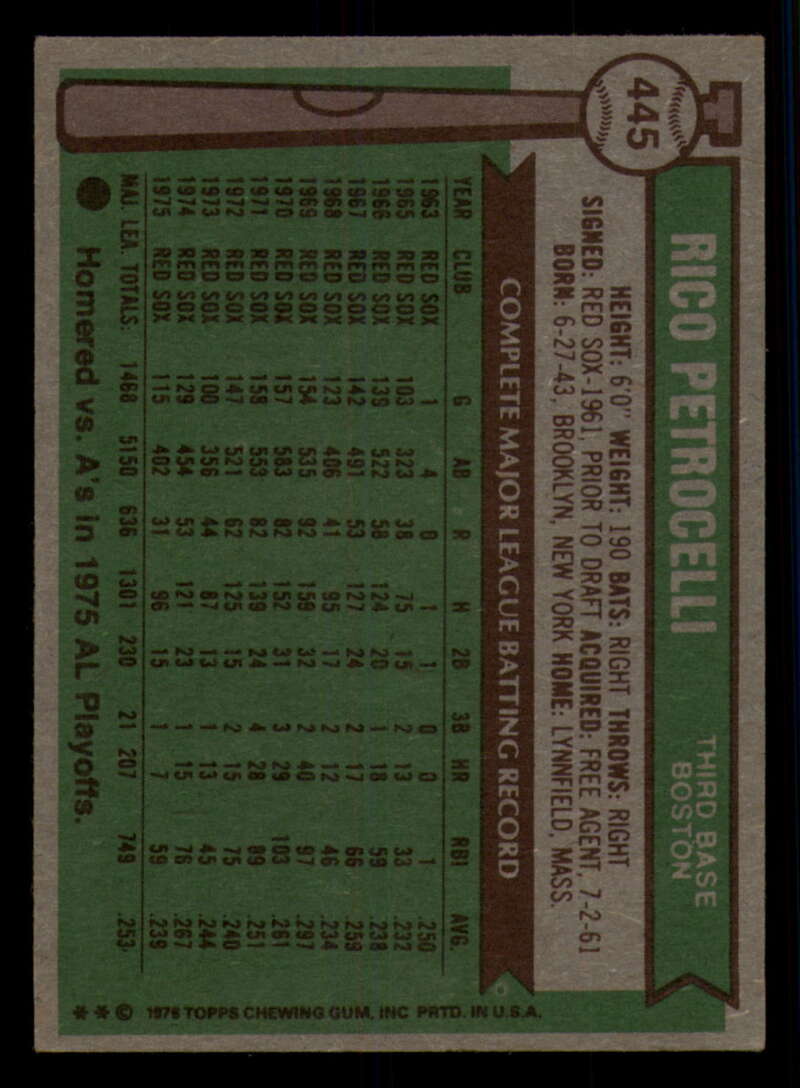 445
RICO PETROCELLI
THIRD BASE
BOSTON
HEIGHT: 6'0" WEIGHT: 190 BATS: RIGHT THROWS: RIGHT
SIGNED: RED SOX-1961, PRIOR TO DRAFT ACQUIRED: FREE AGENT, 7-2-61
BORN: 6-27-43, BROOKLYN, NEW YORK HOME: LYNNFIELD, MASS.
COMPLETE MAJOR LEAGUE BATTING RECORD
YEAR CLUB G AB R H 2B 3B HR RBI AVG.
1963 RED SOX 1 4 0 1 1 0 0 1 .250
1965 RED SOX 103 323 38 75 15 2 13 33 .232
1966 RED SOX 139 522 58 124 20 1 18 59 .238
1967 RED SOX 142 491 53 127 24 2 17 66 .259
1968 RED SOX 123 406 41 95 17 2 12 46 .234
1969 RED SOX 154 535 92 159 32 2 40 97 .297
1970 RED SOX 157 583 82 152 31 3 29 103 .261
1971 RED SOX 158 553 82 139 24 4 28 89 .251
1972 RED SOX 147 521 62 125 15 2 15 75 .240
1973 RED SOX 100 356 44 87 13 1 13 45 .244
1974 RED SOX 129 454 53 121 23 1 15 76 .267
1975 RED SOX 115 402 31 96 15 1 7 59 .239
MAJ. LEA. TOTALS: 1468 5150 636 1301 230 21 207 749 .253
● Homered vs. A's in 1975 AL Playoffs.
* * © 1976 TOPPS CHEWING GUM, INC PRTD. IN U.S.A.